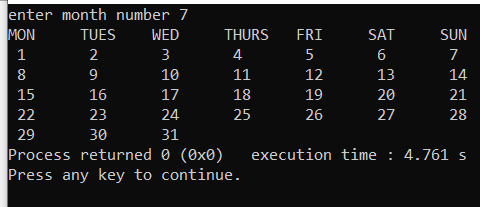 enter month number 7
MON TUES WED THURS FRI SAT SUN
1 2 3 4 5 6 7
8 9 10 11 12 13 14
15 16 17 18 19 20 21
22 23 24 25 26 27 28
29 30 31
Process returned 0 (0x0) execution time : 4.761 s
Press any key to continue.